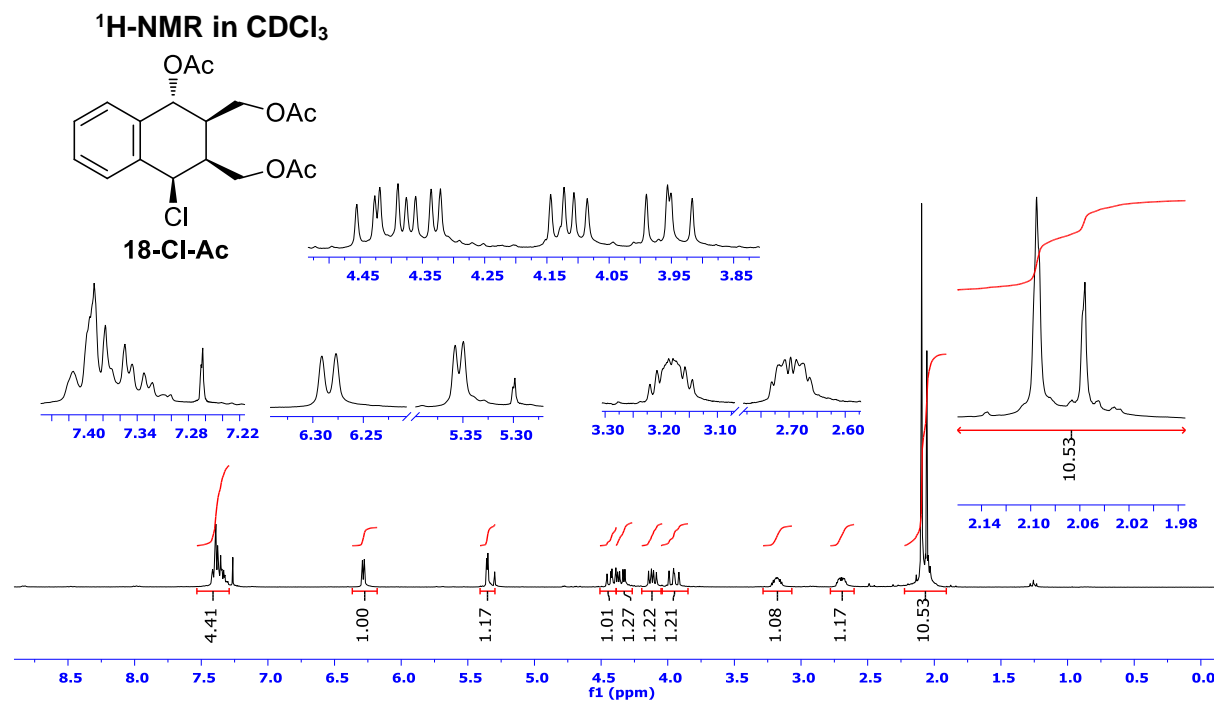 ¹H-NMR in CDCl₃
OAc
OAc
OAc
Cl
18-Cl-Ac
4.45 4.35 4.25 4.15 4.05 3.95 3.85
7.40 7.34 7.28 7.22
6.30 6.25 5.35 5.30
3.30 3.20 3.10 2.70 2.60
10.53
2.14 2.10 2.06 2.02 1.98
4.41 1.00 1.17 1.01 1.27 1.22 1.21 1.08 1.17 10.53
8.5 8.0 7.5 7.0 6.5 6.0 5.5 5.0 4.5 4.0 3.5 3.0 2.5 2.0 1.5 1.0 0.5 0.0
f1 (ppm)